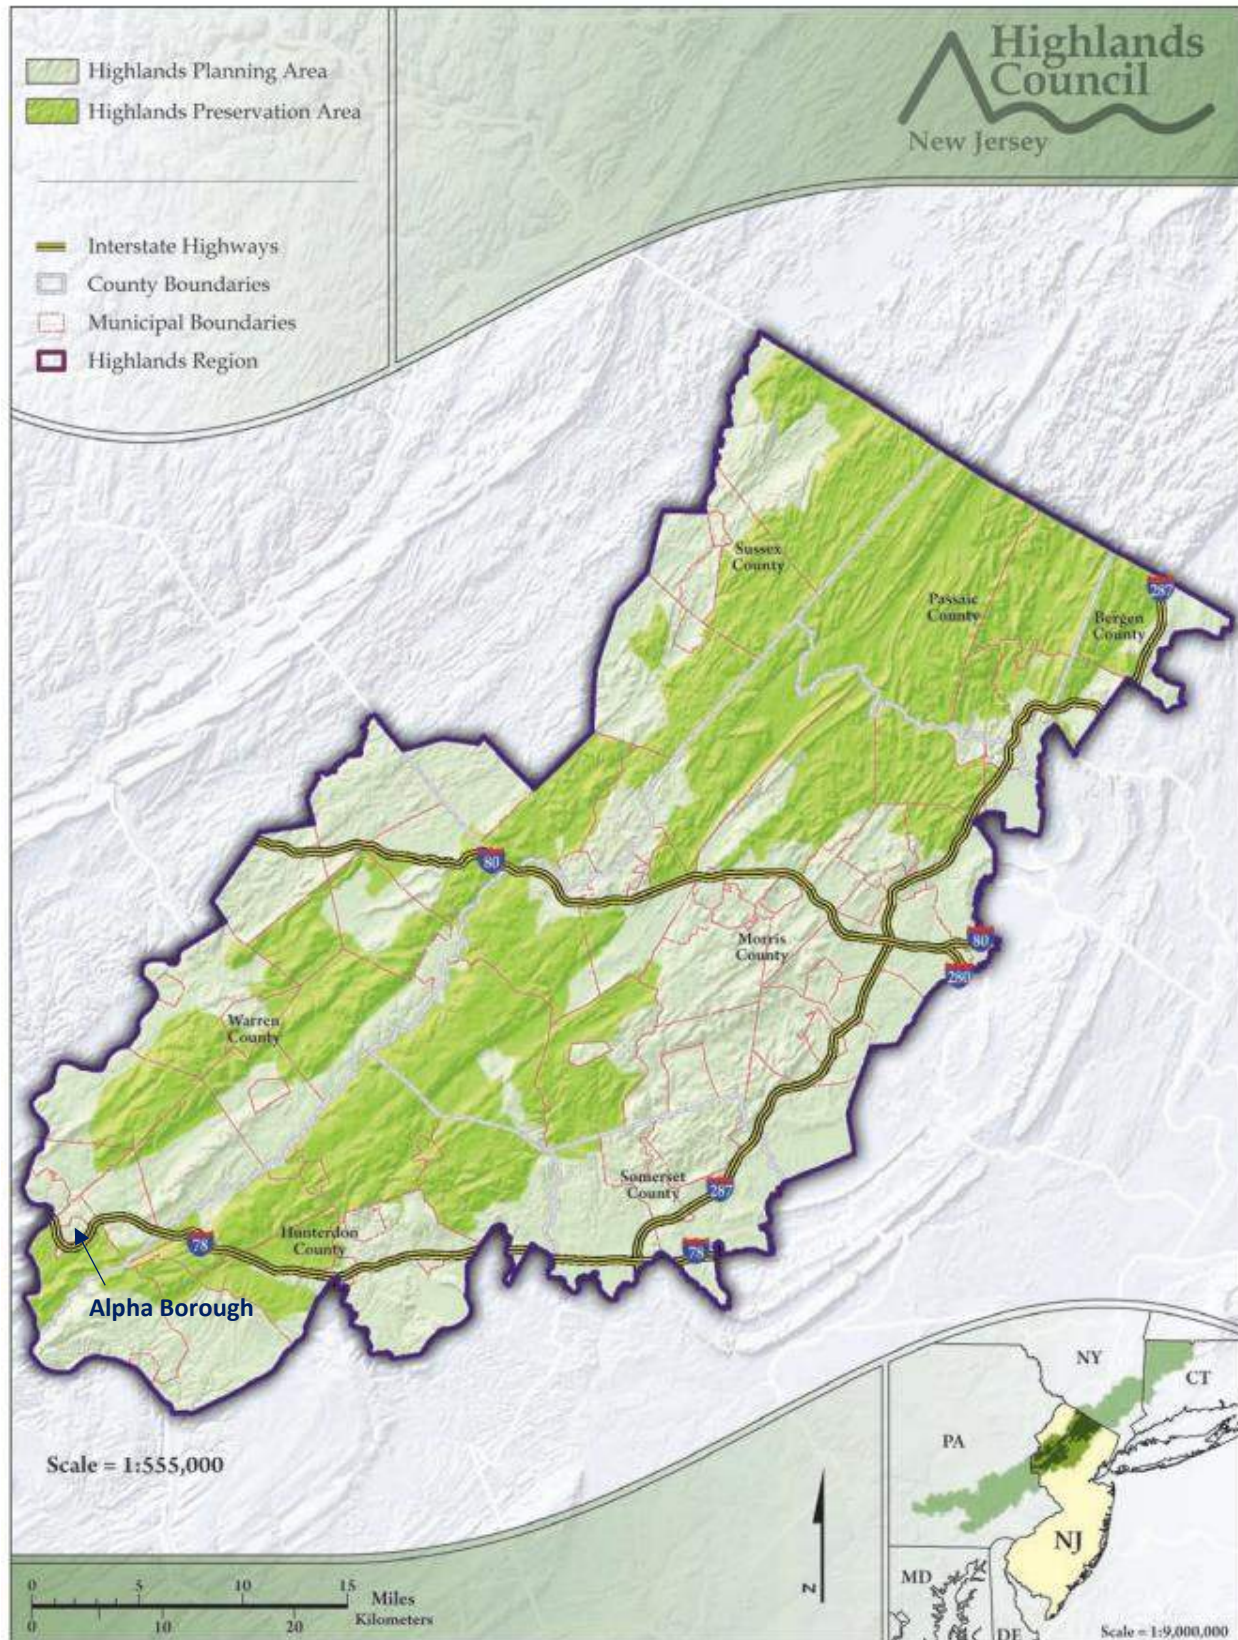 Highlands Planning Area
Highlands Preservation Area
Highlands
Council
New Jersey
Interstate Highways
County Boundaries
Municipal Boundaries
Highlands Region
Sussex
County
Passaic
County
Bergen
County
287
80
Morris
County
80
280
Warren
County
Somerset
County
287
Hunterdon
County
78
78
Alpha Borough
Scale = 1:555,000
NY
CT
PA
NJ
MD
DE
Scale = 1:9,000,000
N
0 5 10 15
Miles
Kilometers
0 10 20